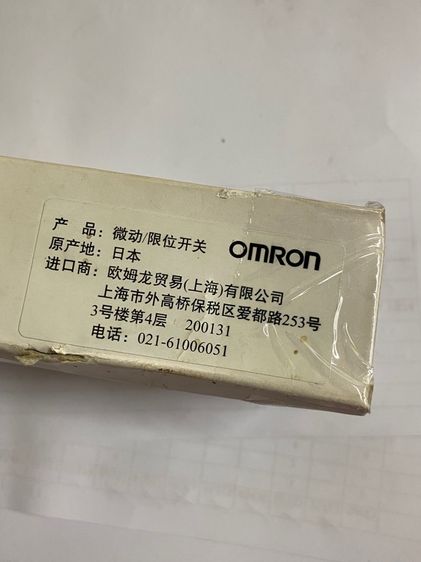 产 品：微动/限位开关
OMRON
原产地：日本
进口商：欧姆龙贸易(上海)有限公司
上海市外高桥保税区爱都路253号
3号楼第4层 200131
电话：021-61006051